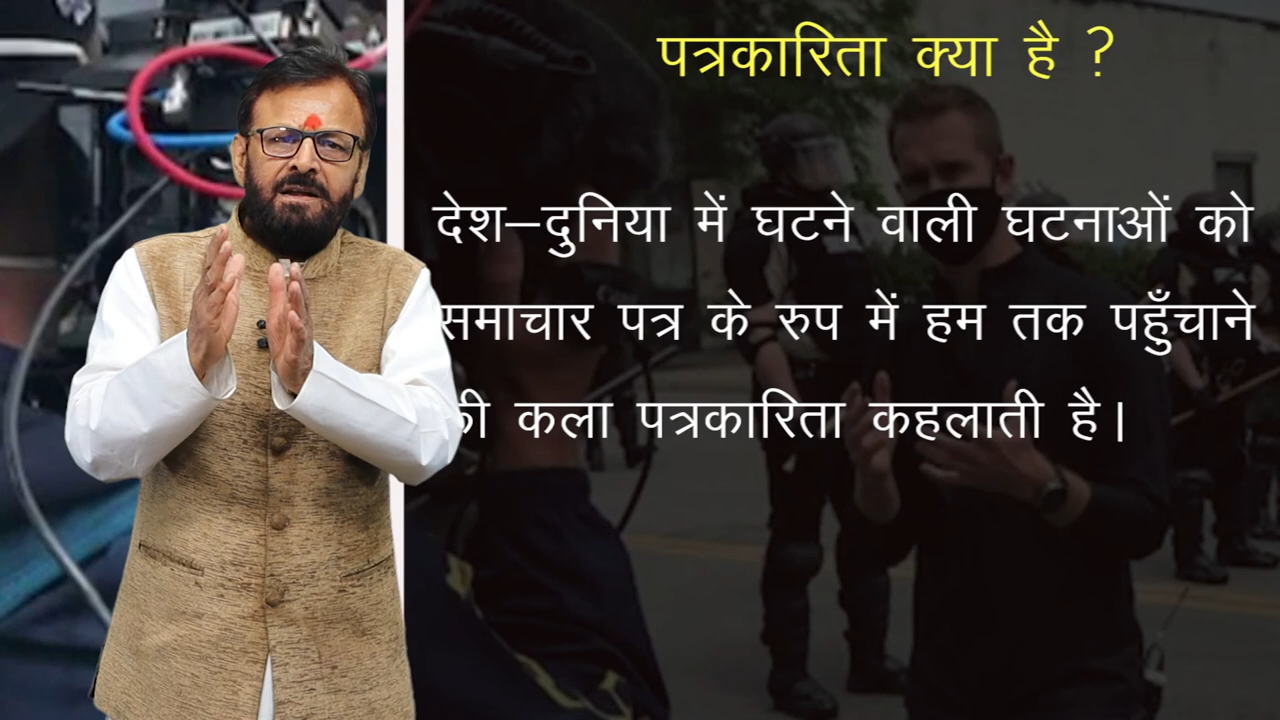 पत्रकारिता क्या है ?
देश–दुनिया में घटने वाली घटनाओं को
समाचार पत्र के रुप में हम तक पहुँचाने
की कला पत्रकारिता कहलाती है।